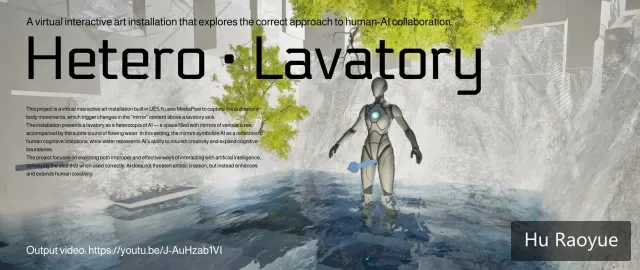 A virtual interactive art installation that explores the correct approach to human-AI collaboration.
Hetero · Lavatory
This project is a virtual interactive art installation built in UE5. It uses MediaPipe to capture the audience's
body movements, which trigger changes in the "mirror" content above a lavatory sink.
The installation presents a lavatory as a heterotopia of AI — a space filled with mirrors of various sizes,
accompanied by the subtle sound of flowing water. In this setting, the mirrors symbolize AI as a reflection of
human cognitive limitations, while water represents AI's ability to nourish creativity and expand cognitive
boundaries.
The project focuses on exploring both improper and effective ways of interacting with artificial intelligence,
conveying the idea that when used correctly, AI does not threaten artistic creation, but instead enhances
and extends human creativity.
Output video: https://youtu.be/J-AuHzab1VI
Hu Raoyue